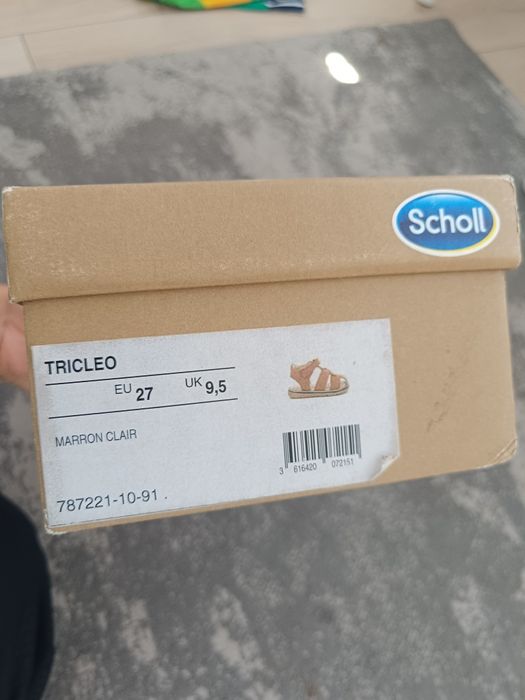 Scholl
TRICLEO
EU 27 UK 9,5
MARRON CLAIR
3 616420 072151
787221-10-91